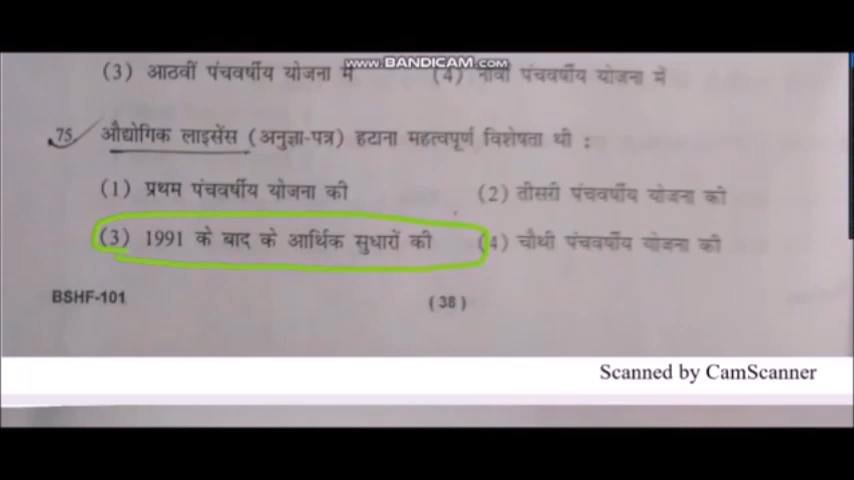 www.BANDICAM.com
(3) आठवीं पंचवर्षीय योजना में (4) नौवीं पंचवर्षीय योजना में
75. औद्योगिक लाइसेंस (अनुज्ञा-पत्र) हटाना महत्वपूर्ण विशेषता थी :
(1) प्रथम पंचवर्षीय योजना की (2) तीसरी पंचवर्षीय योजना की
(3) 1991 के बाद के आर्थिक सुधारों की (4) चौथी पंचवर्षीय योजना की
BSHF-101 (38)
Scanned by CamScanner